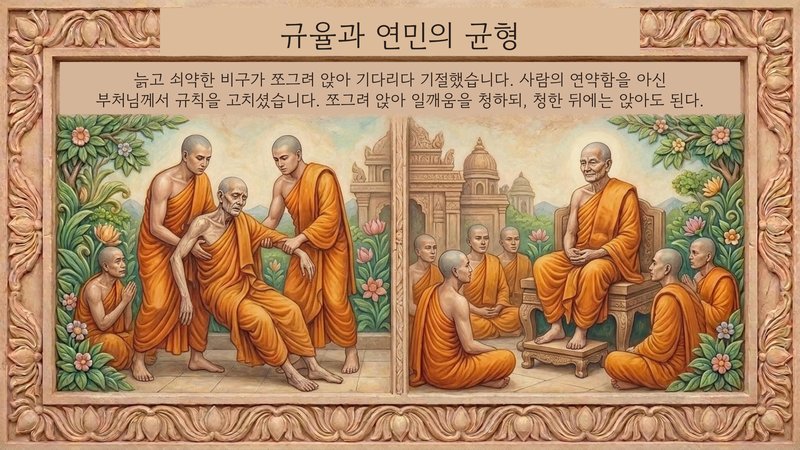 규율과 연민의 균형
늙고 쇠약한 비구가 쪼그려 앉아 기다리다 기절했습니다. 사람의 연약함을 아신
부처님께서 규칙을 고치셨습니다. 쪼그려 앉아 일깨움을 청하되, 청한 뒤에는 앉아도 된다.